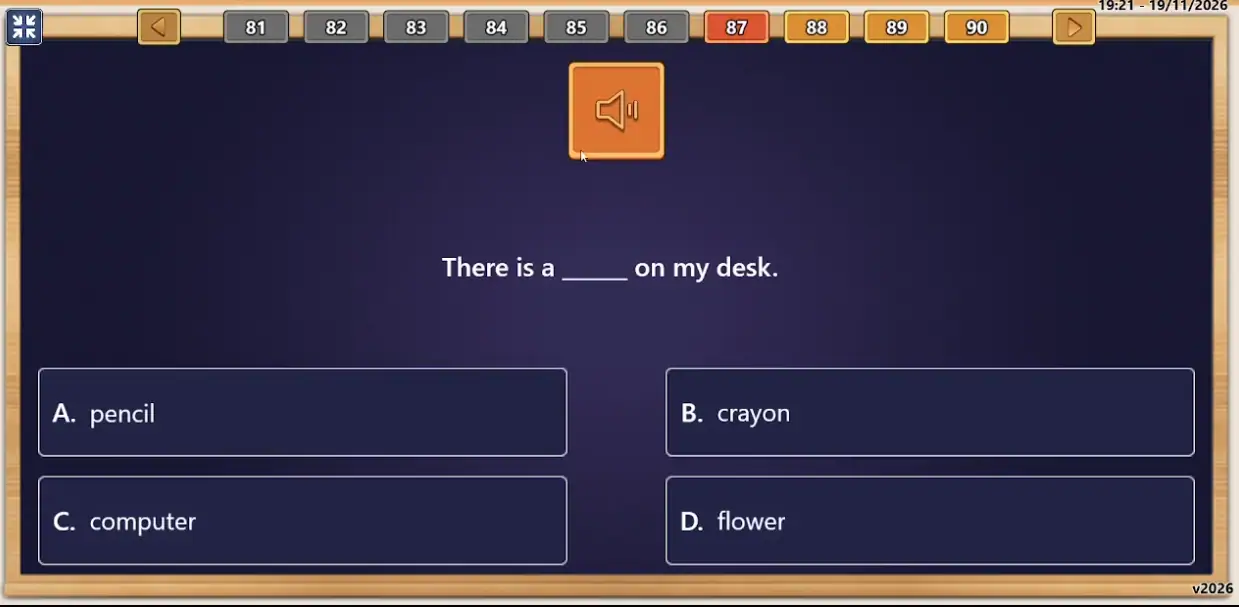 19:21 - 19/11/2026
81 82 83 84 85 86 87 88 89 90
There is a _____ on my desk.
A. pencil
B. crayon
C. computer
D. flower
v2026